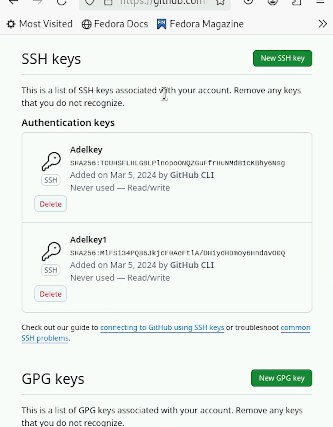 https://github.com
Most Visited Fedora Docs Fedora Magazine
SSH keys New SSH key
This is a list of SSH keys associated with your account. Remove any keys
that you do not recognize.
Authentication keys
Adelkey
Added on Mar 5, 2024 by GitHub CLI
SSH
Never used — Read/write
Delete
Adelkey1
Added on Mar 5, 2024 by GitHub CLI
SSH
Never used — Read/write
Delete
Check out our guide to connecting to GitHub using SSH keys or troubleshoot common
SSH problems.
GPG keys New GPG key
This is a list of GPG keys associated with your account. Remove any keys
that you do not recognize.